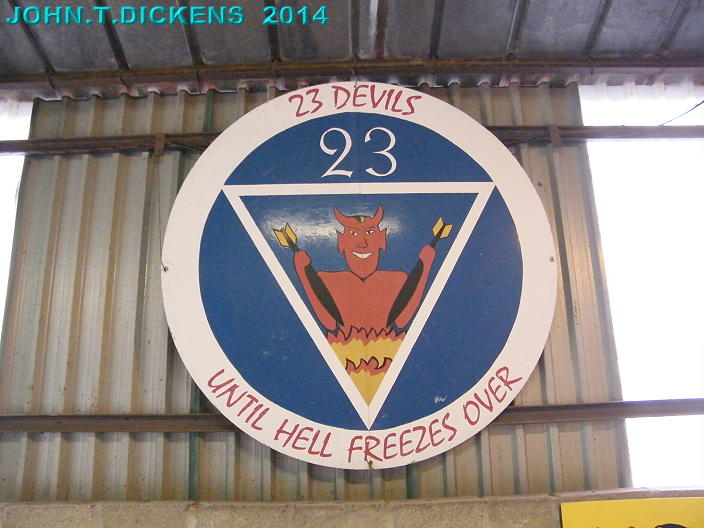 JOHN.T.DICKENS 2014
23 DEVILS
23
UNTIL HELL FREEZES OVER